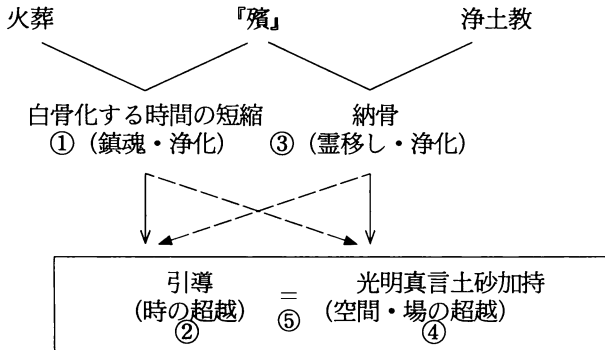 火葬 『殯』 浄土教
白骨化する時間の短縮 納骨
①（鎮魂・浄化） ③（霊移し・浄化）
引導 光明真言土砂加持
（時の超越） ＝ （空間・場の超越）
② ⑤ ④